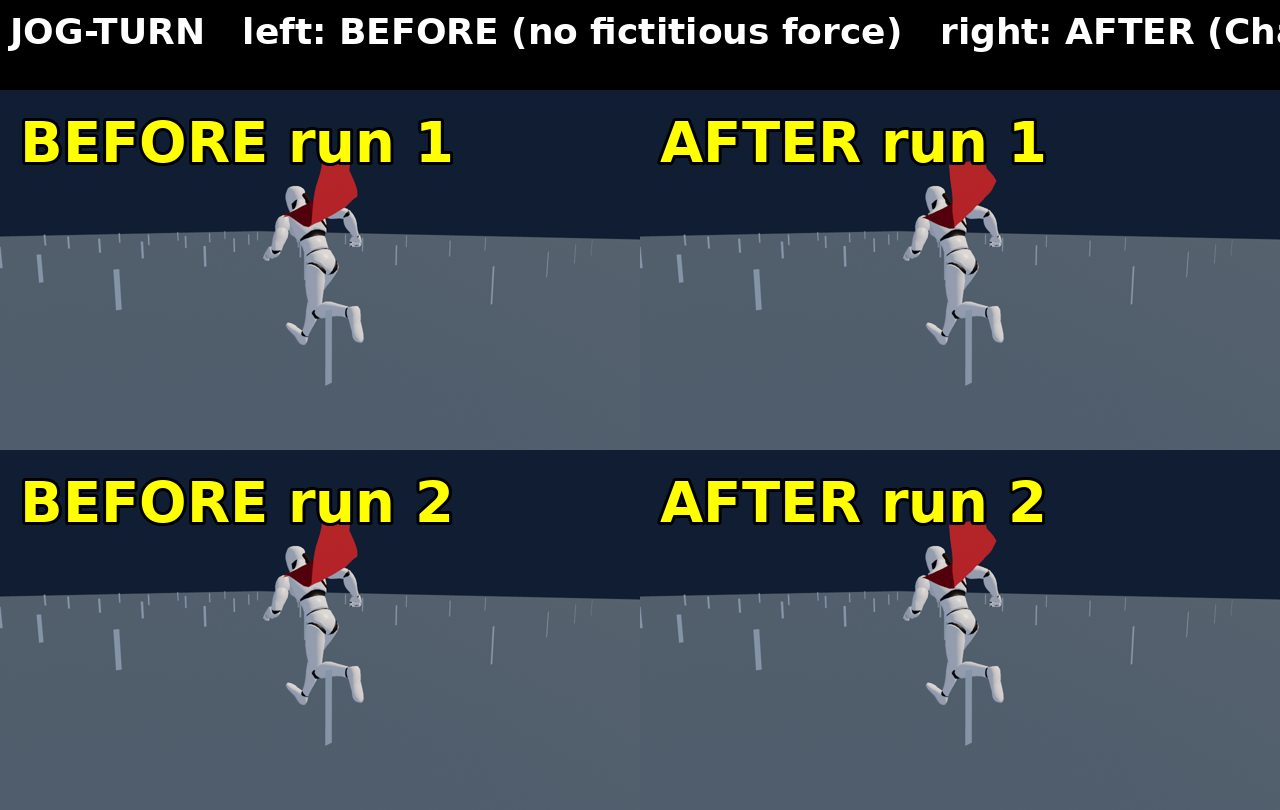 JOG-TURN left: BEFORE (no fictitious force) right: AFTER (Cha
BEFORE run 1
AFTER run 1
BEFORE run 2
AFTER run 2